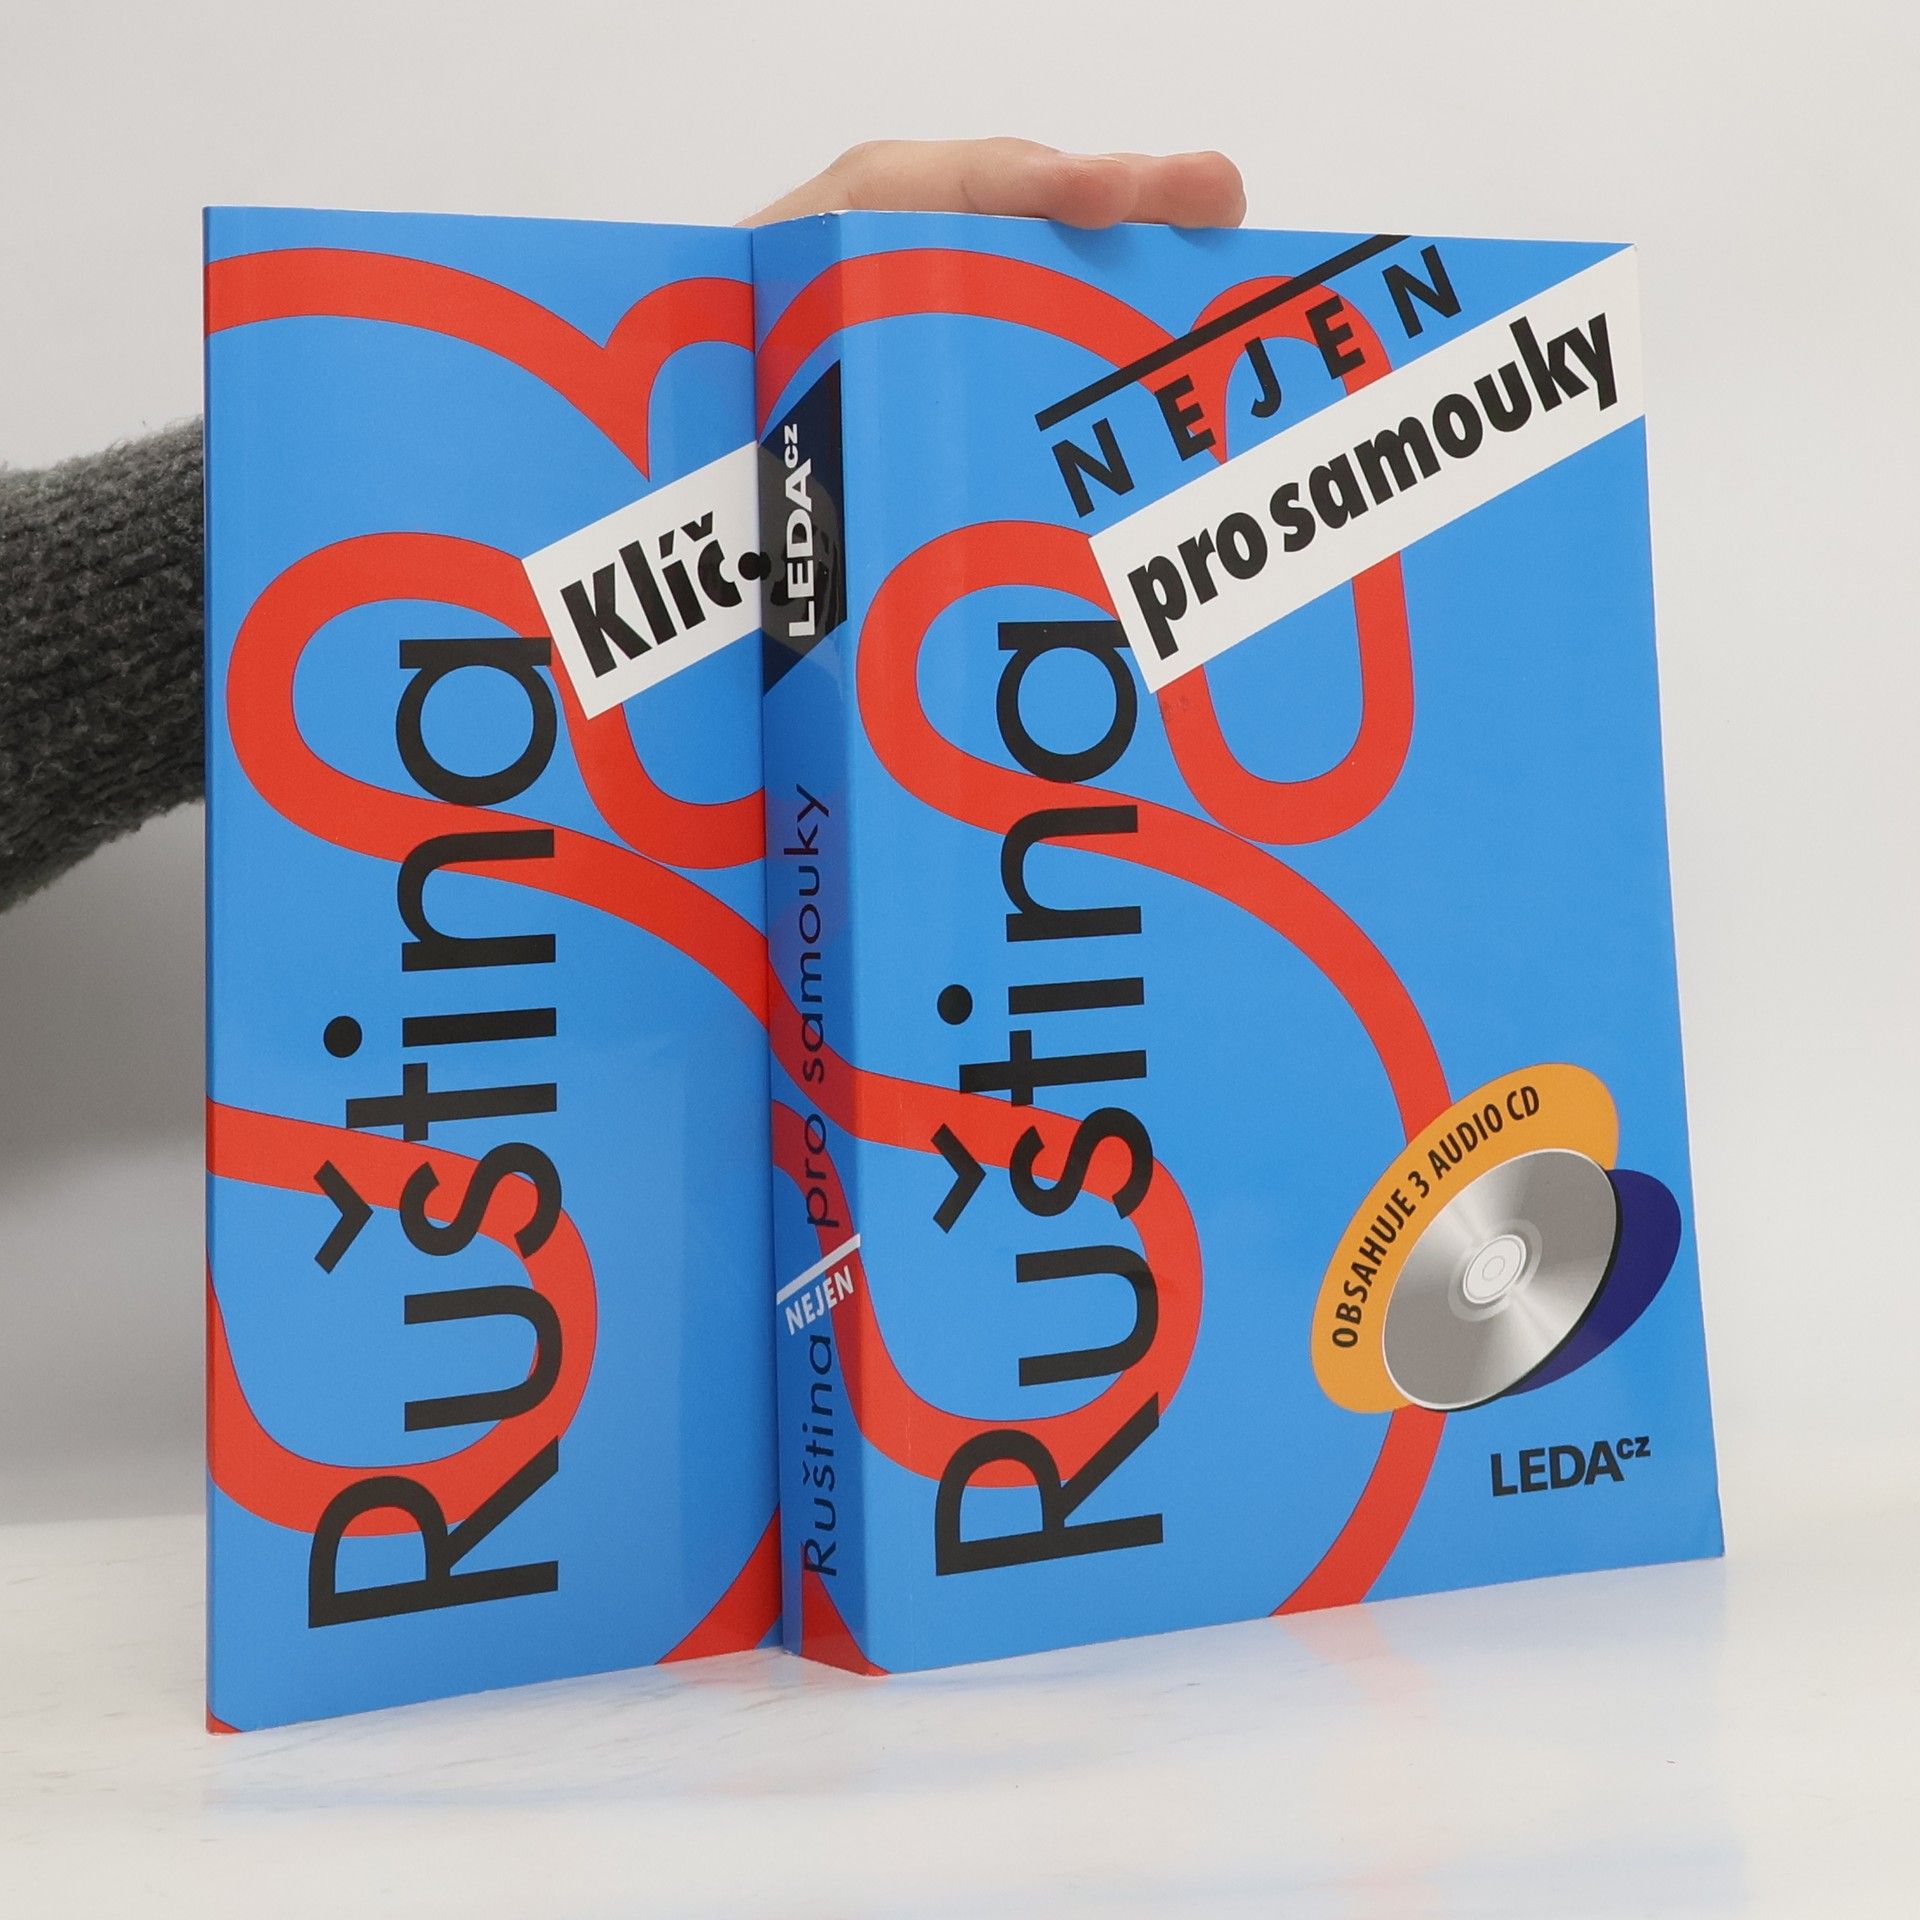 Klíč.
Ruština
LEDAcz
Ruština NEJEN pro samouky
NEJEN
pro samouky
Ruština
OBSAHUJE 3 AUDIO CD
LEDAcz